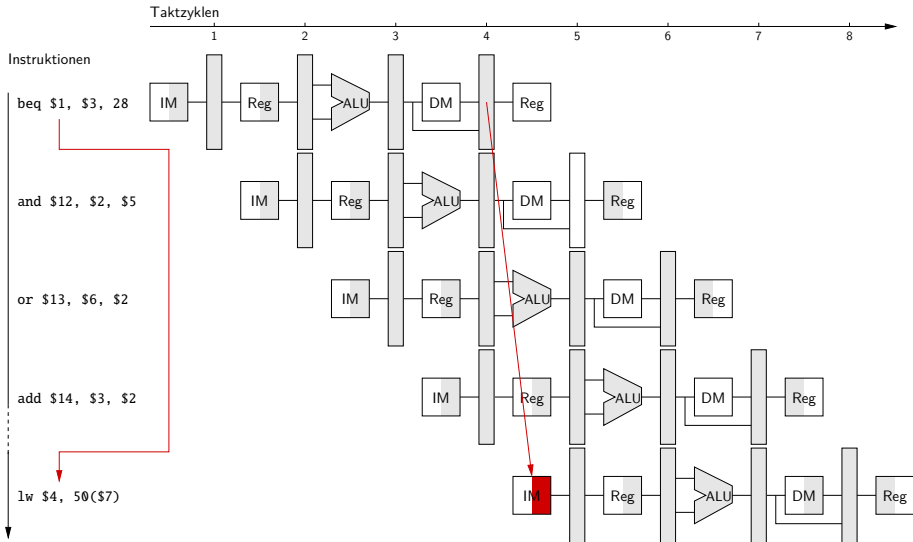 Taktzyklen
1 2 3 4 5 6 7 8
Instruktionen
beq $1, $3, 28 IM Reg ALU DM Reg
and $12, $2, $5 IM Reg ALU DM Reg
or $13, $6, $2 IM Reg ALU DM Reg
add $14, $3, $2 IM Reg ALU DM Reg
lw $4, 50($7) IM Reg ALU DM Reg